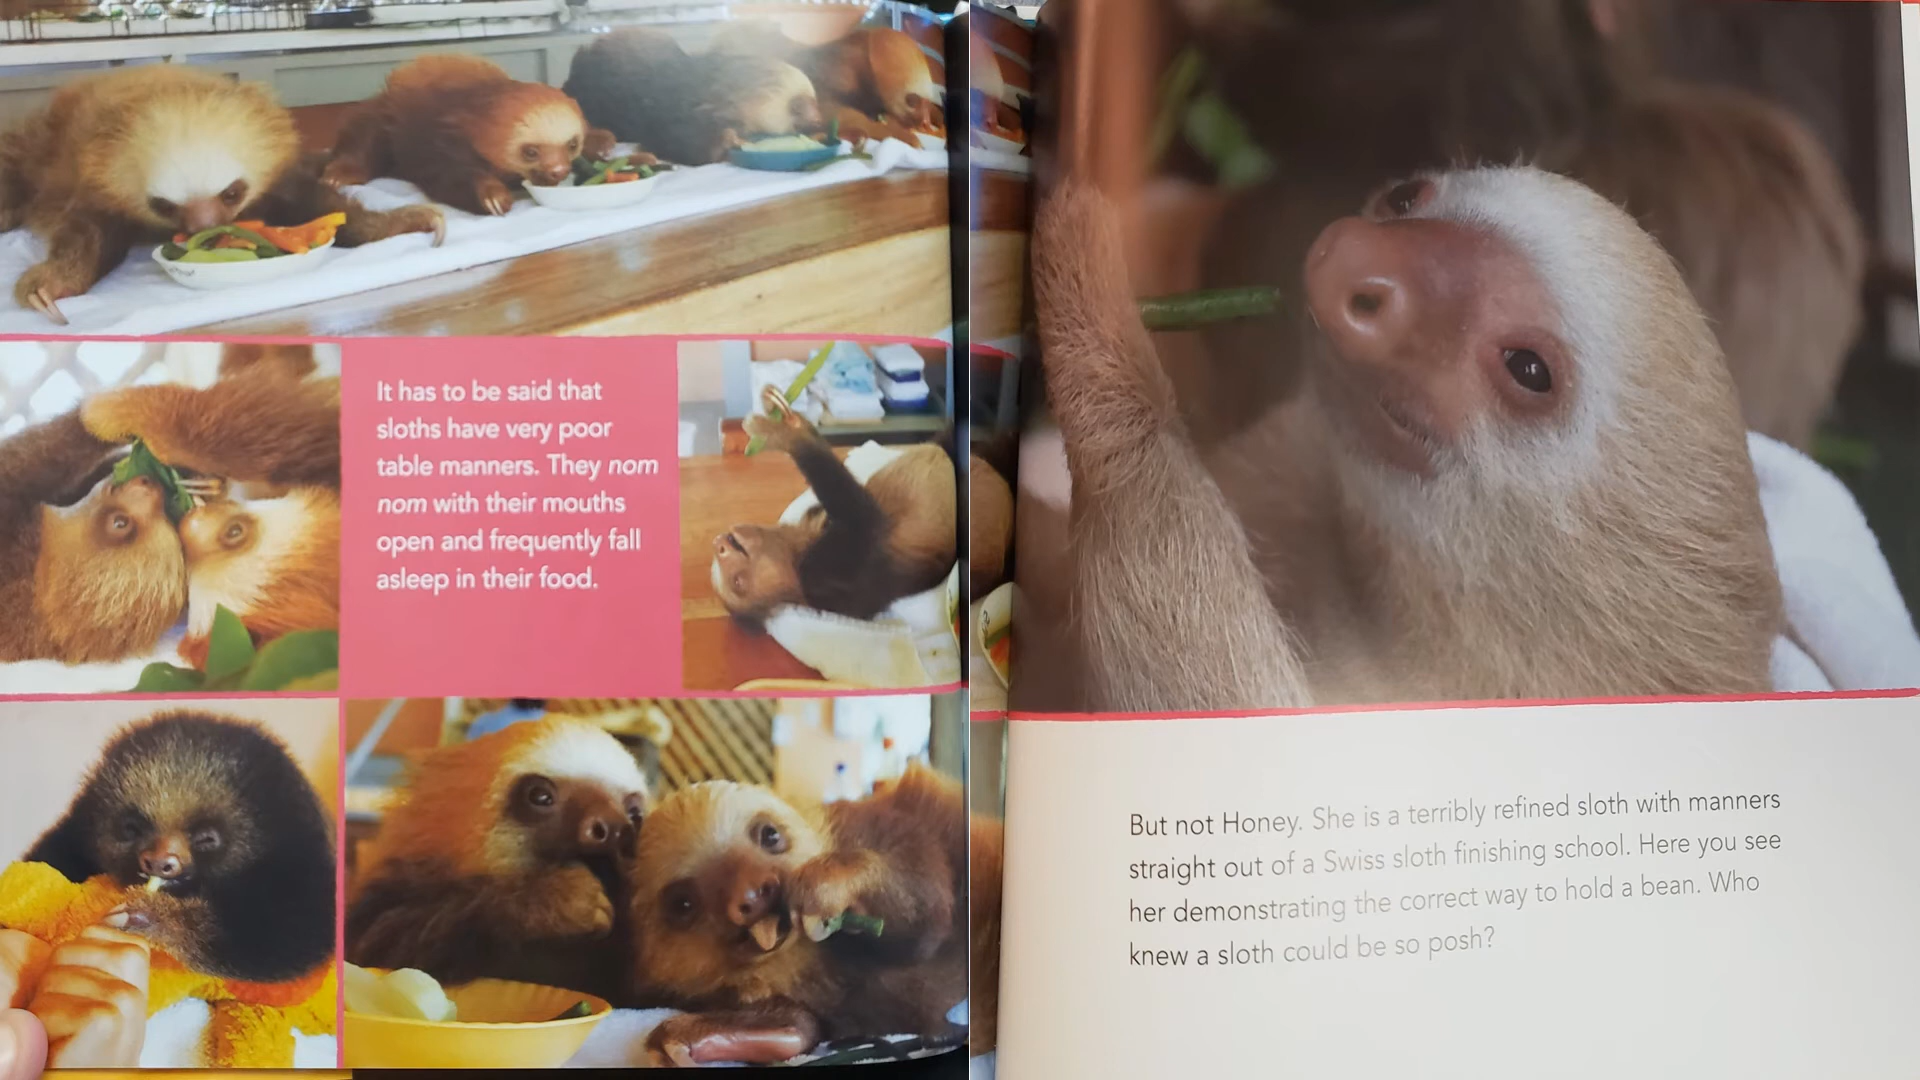 It has to be said that
sloths have very poor
table manners. They nom
nom with their mouths
open and frequently fall
asleep in their food.
But not Honey. She is a terribly refined sloth with manners
straight out of a Swiss sloth finishing school. Here you see
her demonstrating the correct way to hold a bean. Who
knew a sloth could be so posh?